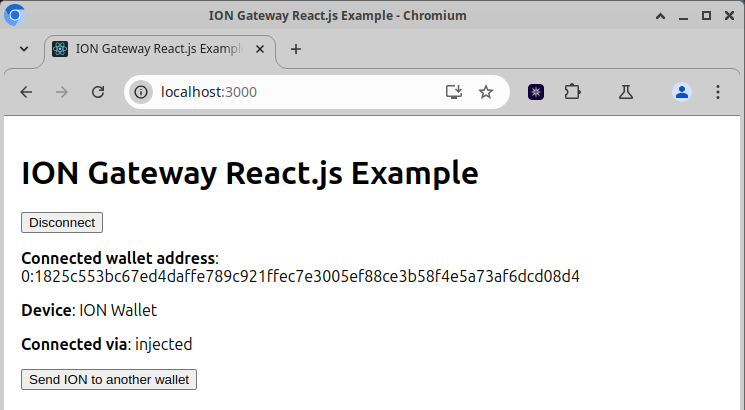 ION Gateway React.js Example - Chromium
ION Gateway React.js Exampl
localhost:3000
ION Gateway React.js Example
Disconnect
Connected wallet address:
0:1825c553bc67ed4daffe789c921ffec7e3005ef88ce3b58f4e5a73af6dcd08d4
Device: ION Wallet
Connected via: injected
Send ION to another wallet